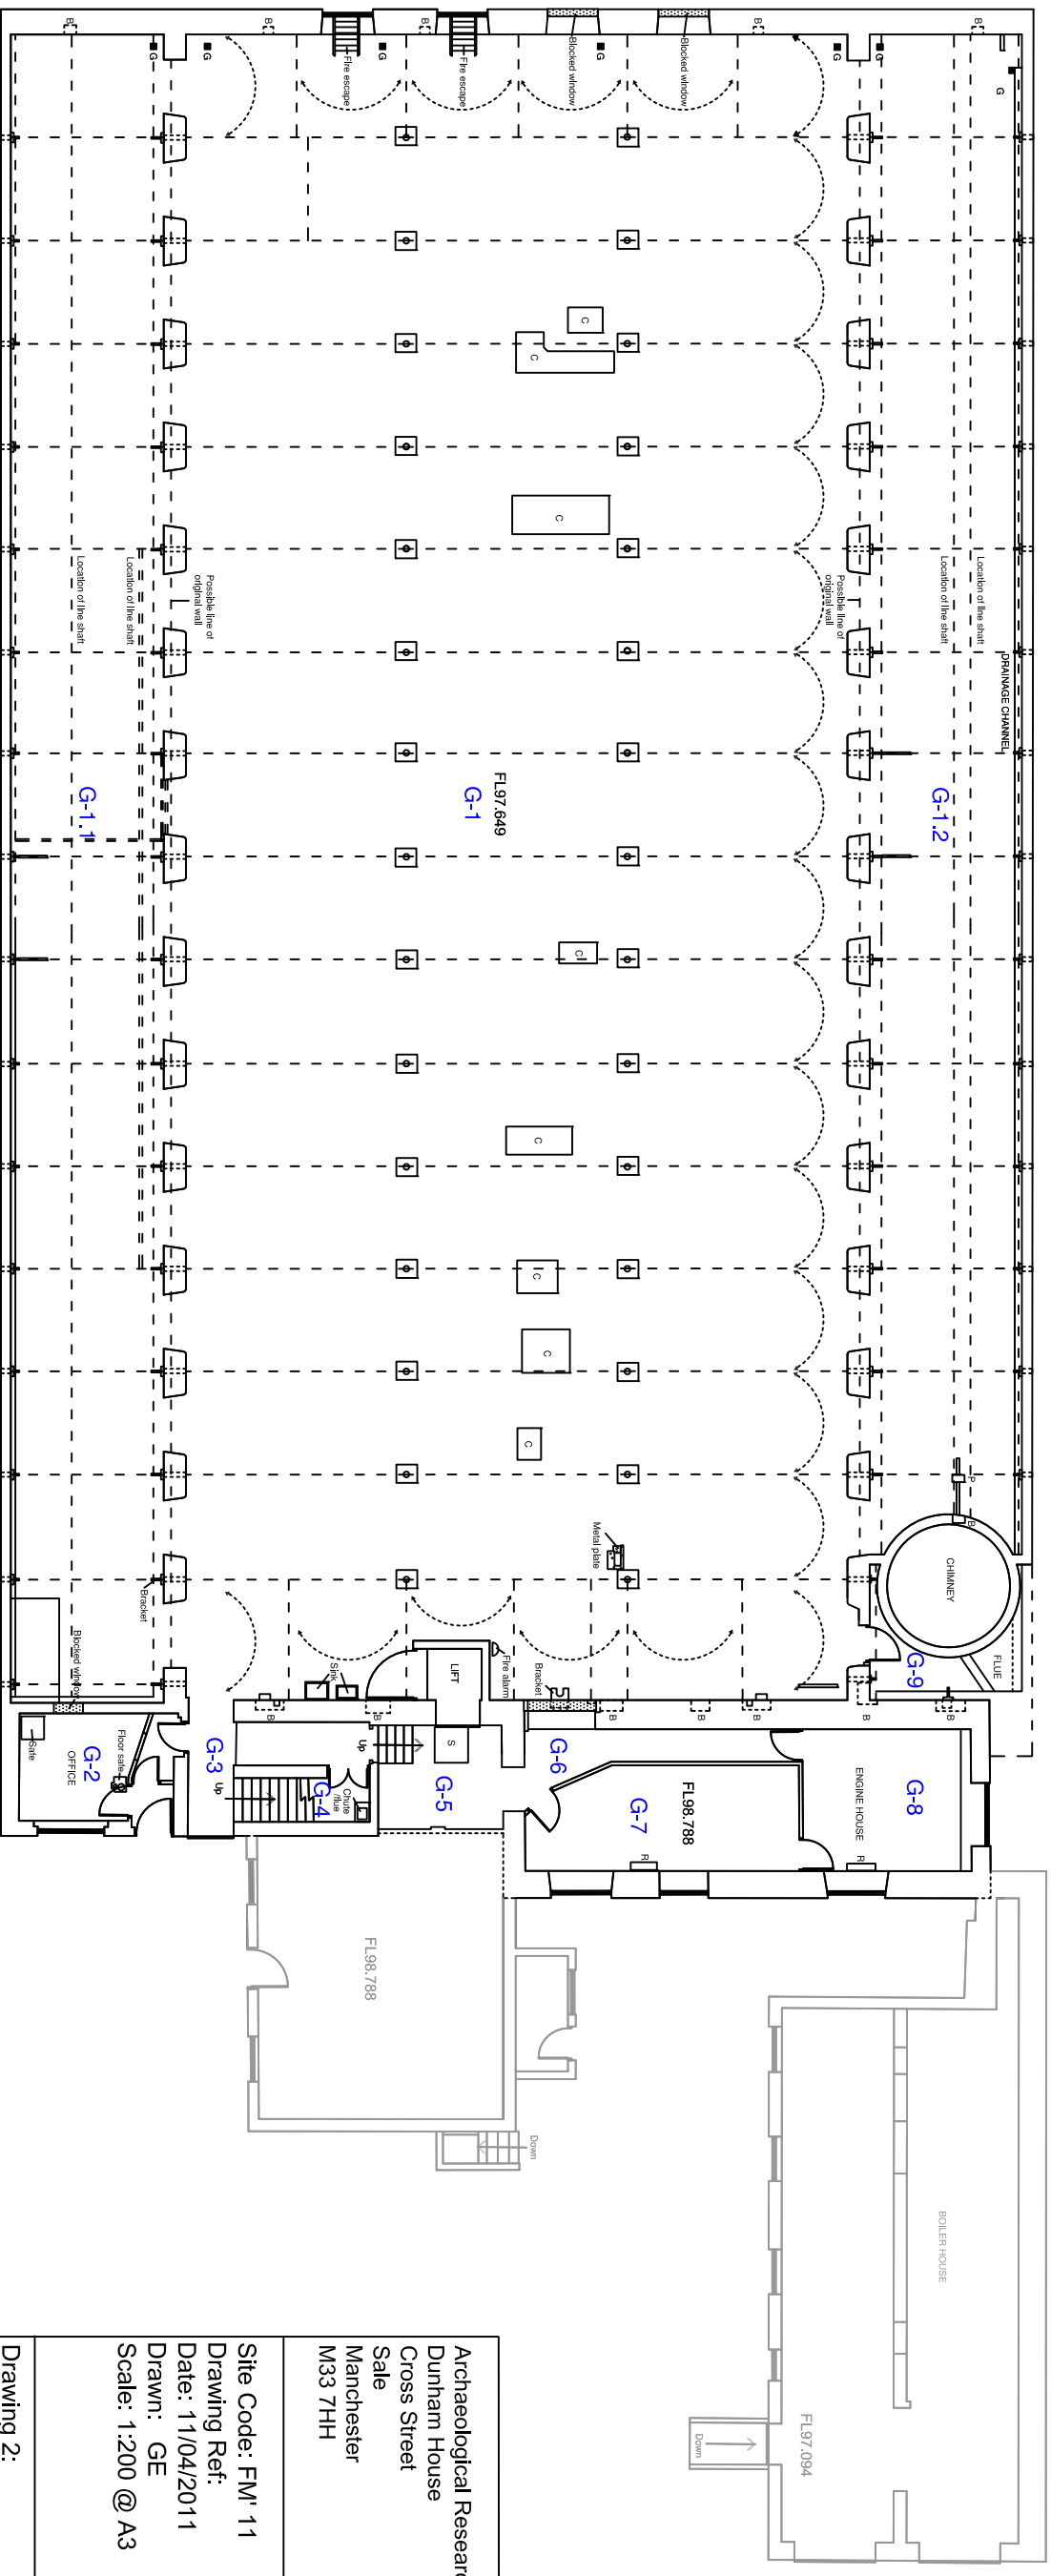 B
B
B
B
B
G
G
G
G
G
G
G
Fire escape
Fire escape
Blocked window
Blocked window
C
C
C
Location of line shaft
Location of line shaft
Possible line of
original wall
Possible line of
original wall
Location of line shaft
Location of line shaft
DRAINAGE CHANNEL
G-1.1
G-1
FL97.649
G-1.2
C
C
C
C
C
P
B
Metal plate
CHIMNEY
Bracket
Blocked window
Sink
LIFT
Fire alarm
Bracket
G-9
FLUE
B
B
B
B
B
B
B
Safe
G-2
OFFICE
Floor safe
G-3
Up
G-4
Chute
/flue
Up
S
G-5
G-6
G-7
FL98.788
R
ENGINE HOUSE
R
G-8
FL98.788
Down
BOILER HOUSE
FL97.094
Down
Archaeological
Dunham House
Cross Street
Sale
Manchester
M33 7HH
Site Code: FM' 11
Drawing Ref:
Date: 11/04/2011
Drawn: GE
Scale: 1:200 @ A3
Drawing 2: